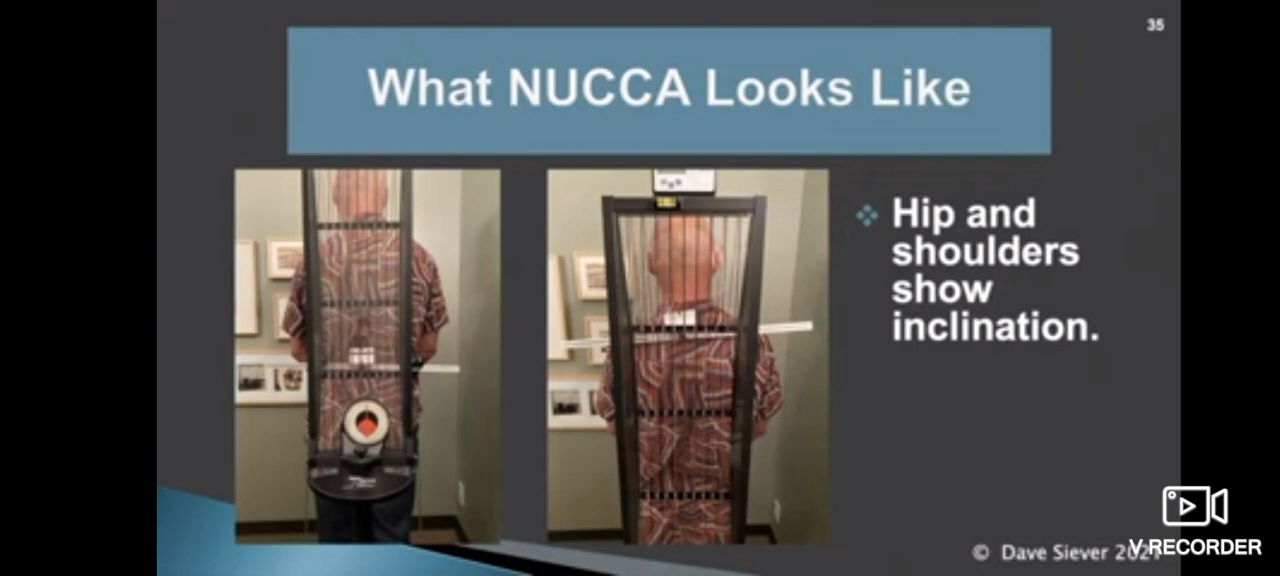 35
What NUCCA Looks Like
Hip and
shoulders
show
inclination.
© Dave Siever
V RECORDER